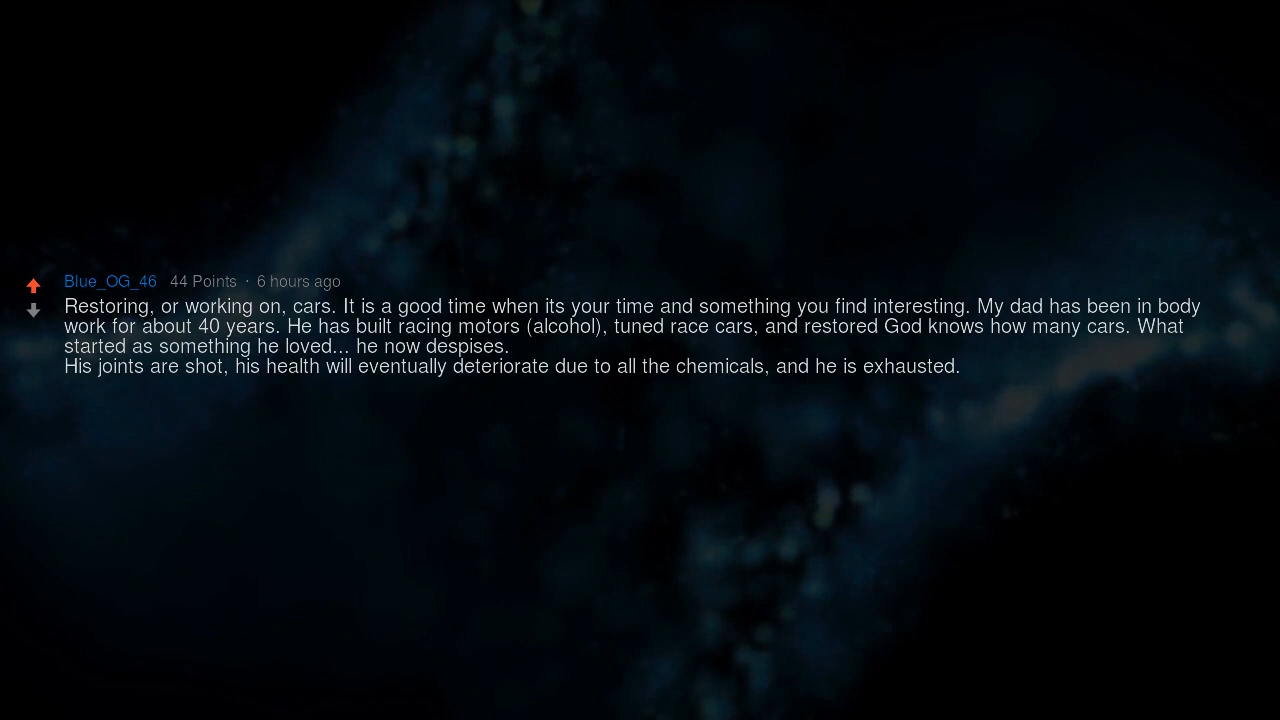 Blue_OG_46 44 Points · 6 hours ago
Restoring, or working on, cars. It is a good time when its your time and something you find interesting. My dad has been in body
work for about 40 years. He has built racing motors (alcohol), tuned race cars, and restored God knows how many cars. What
started as something he loved... he now despises.
His joints are shot, his health will eventually deteriorate due to all the chemicals, and he is exhausted.